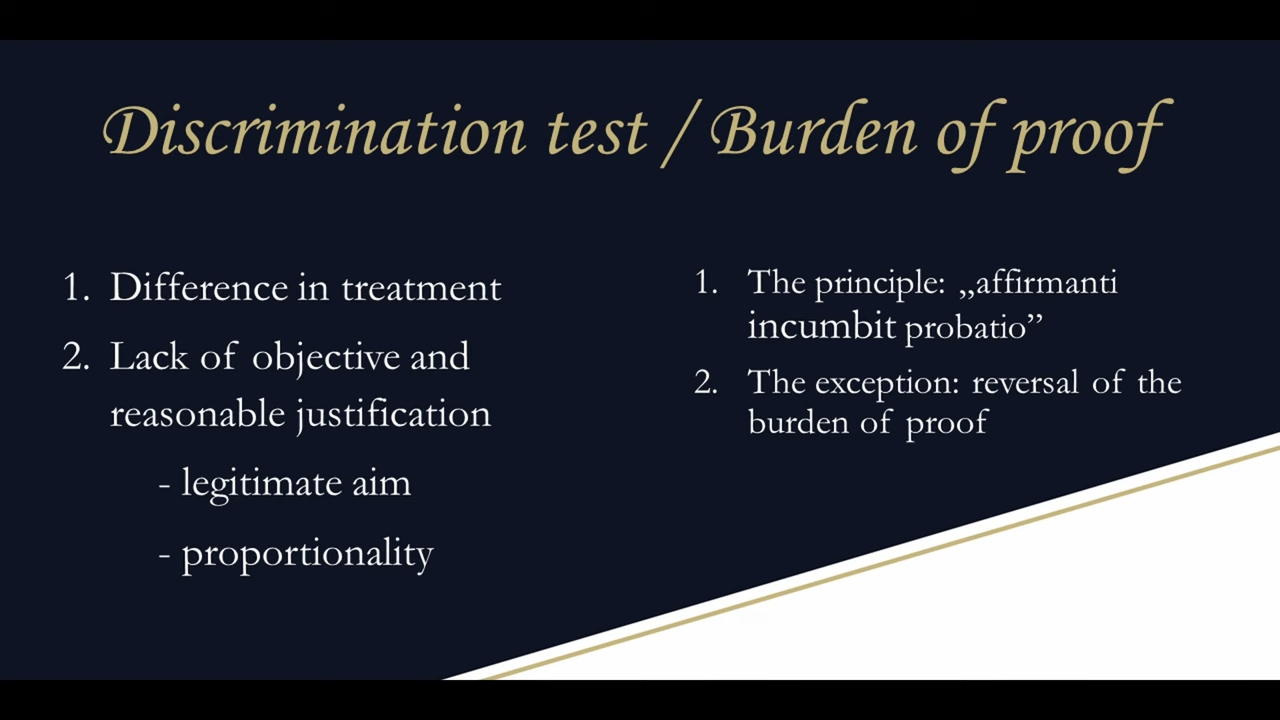 Discrimination test / Burden of proof
1. Difference in treatment
2. Lack of objective and
reasonable justification
- legitimate aim
- proportionality
1. The principle: „affirmanti
incumbit probatio”
2. The exception: reversal of the
burden of proof